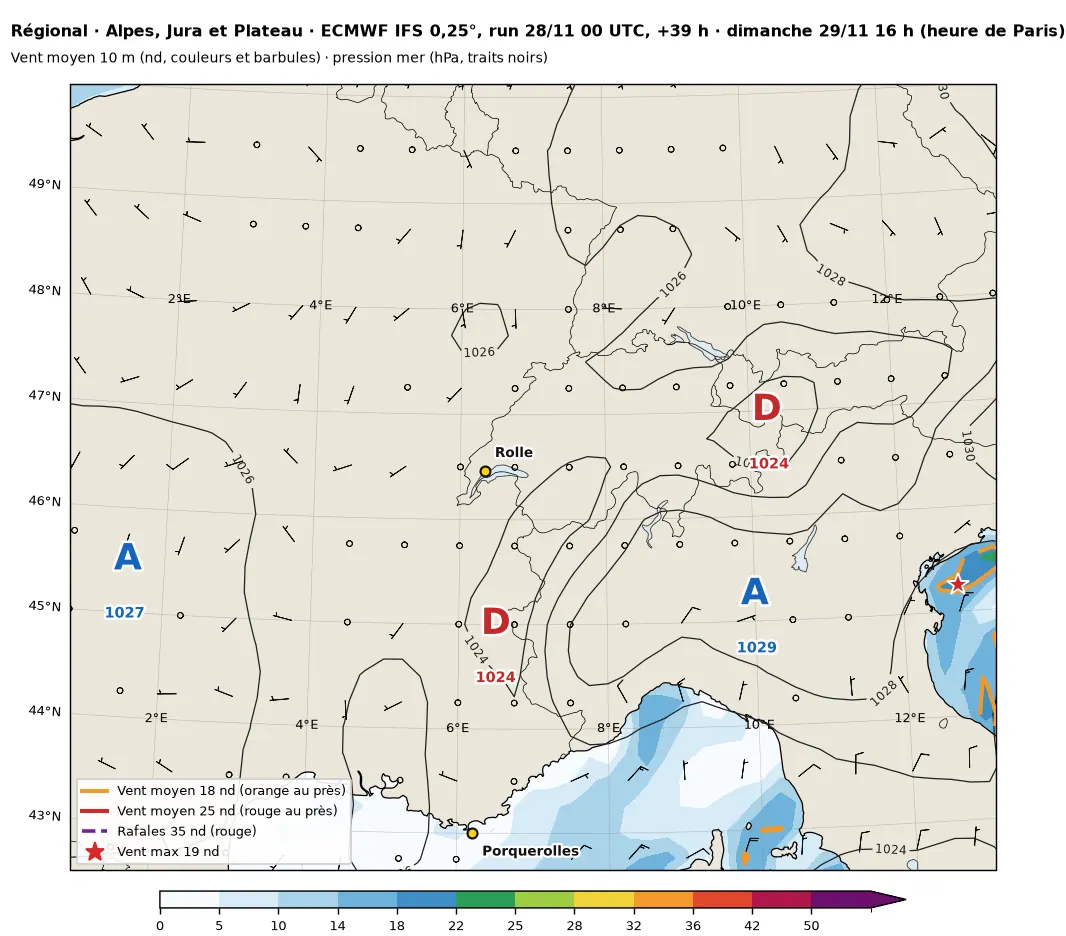 Régional · Alpes, Jura et Plateau · ECMWF IFS 0,25°, run 28/11 00 UTC, +39 h · dimanche 29/11 16 h (heure de Paris)
Vent moyen 10 m (nd, couleurs et barbules) · pression mer (hPa, traits noirs)
49°N
48°N
2°E 4°E 6°E 8°E 10°E 12°E
1026
1028
1026
47°N
D
1024
1030
1026
Rolle
46°N
A
1027
A
1029
45°N
D
1024
1024
1028
44°N
2°E 4°E 6°E 8°E 10°E 12°E
43°N
Vent moyen 18 nd (orange au près)
Vent moyen 25 nd (rouge au près)
Rafales 35 nd (rouge)
Vent max 19 nd
Porquerolles
1024
0 5 10 14 18 22 25 28 32 36 42 50